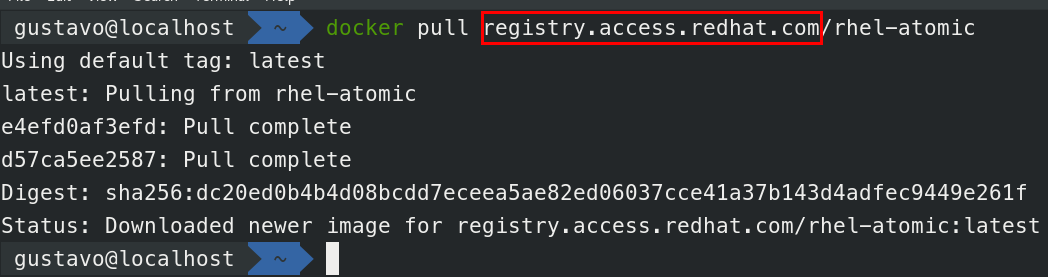 gustavo@localhost ~ docker pull registry.access.redhat.com/rhel-atomic
Using default tag: latest
latest: Pulling from rhel-atomic
e4efd0af3efd: Pull complete
d57ca5ee2587: Pull complete
Digest: sha256:dc20ed0b4b4d08bcdd7eceea5ae82ed06037cce41a37b143d4adfec9449e261f
Status: Downloaded newer image for registry.access.redhat.com/rhel-atomic:latest
gustavo@localhost ~